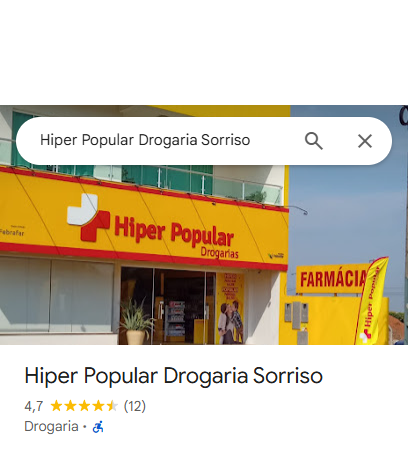 Hiper Popular Drogaria Sorriso
Febrafar
Hiper Popular
Drogarias
FARMÁCIA
Hiper Popular
Hiper Popular Drogaria Sorriso
4,7 (12)
Drogaria ·